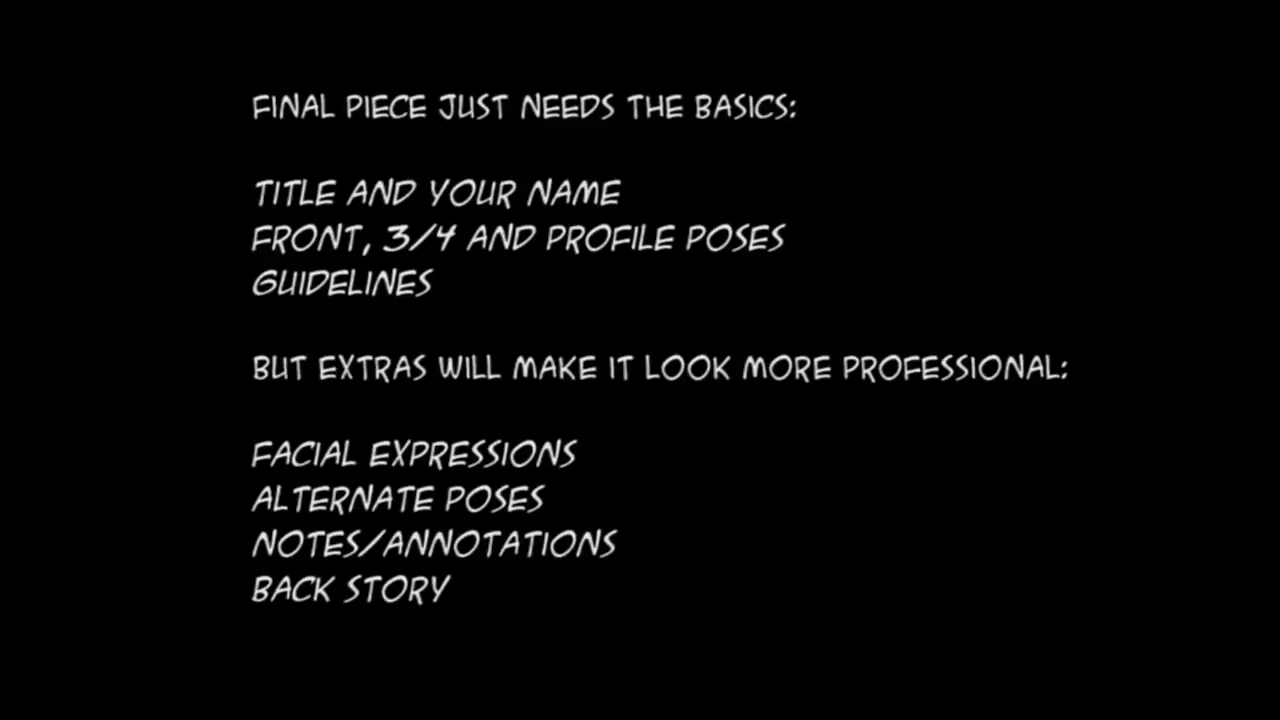 FINAL PIECE JUST NEEDS THE BASICS:
TITLE AND YOUR NAME
FRONT, 3/4 AND PROFILE POSES
GUIDELINES
BUT EXTRAS WILL MAKE IT LOOK MORE PROFESSIONAL:
FACIAL EXPRESSIONS
ALTERNATE POSES
NOTES/ANNOTATIONS
BACK STORY